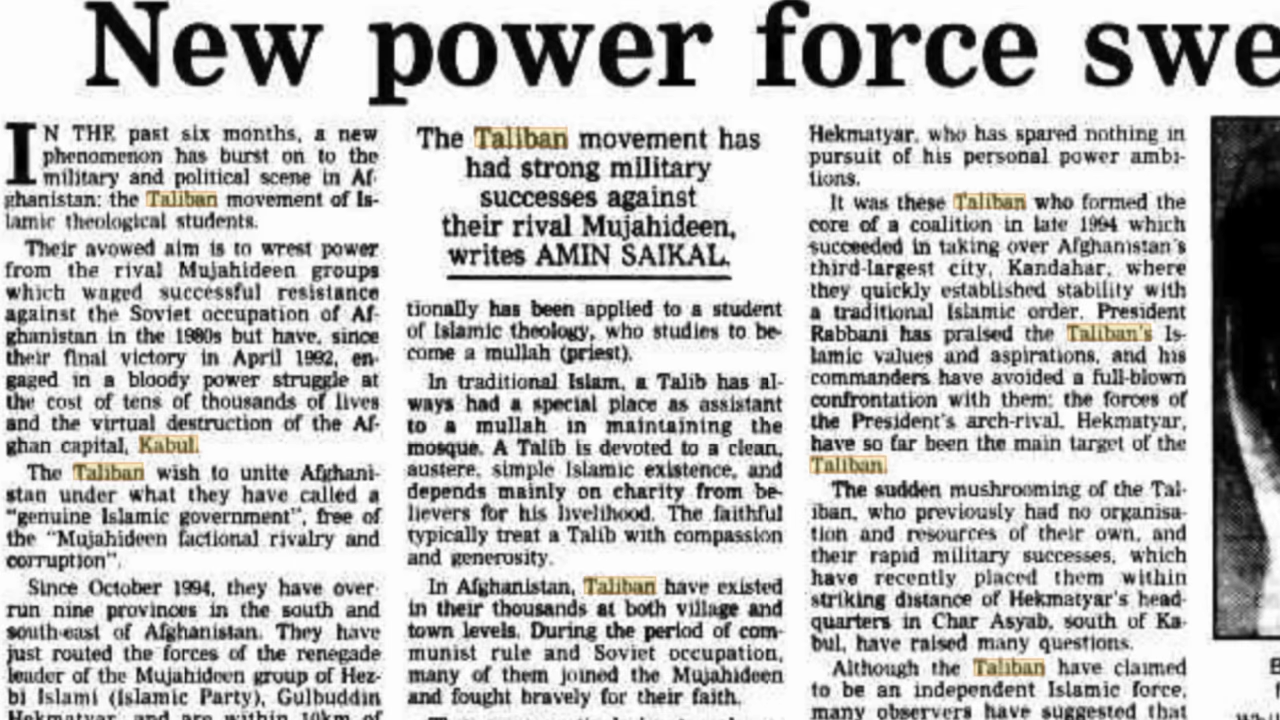 New power force swe
IN THE past six months, a new
phenomenon has burst on to the
military and political scene in Af-
ghanistan: the Taliban movement of Is-
lamic theological students.
Their avowed aim is to wrest power
from the rival Mujahideen groups
which waged successful resistance
against the Soviet occupation of Af-
ghanistan in the 1980s but have, since
their final victory in April 1992, en-
gaged in a bloody power struggle at
the cost of tens of thousands of lives
and the virtual destruction of the Af-
ghan capital, Kabul.
The Taliban wish to unite Afghani-
stan under what they have called a
"genuine Islamic government", free of
the "Mujahideen factional rivalry and
corruption".
Since October 1994, they have over-
run nine provinces in the south and
south-east of Afghanistan. They have
just routed the forces of the renegade
leader of the Mujahideen group of Hez-
bi Islami (Islamic Party), Gulbuddin
Hekmatyar, and are within 10km of
The Taliban movement has
had strong military
successes against
their rival Mujahideen,
writes AMIN SAIKAL.
tionally has been applied to a student
of Islamic theology, who studies to be-
come a mullah (priest).
In traditional Islam, a Talib has al-
ways had a special place as assistant
to a mullah in maintaining the
mosque. A Talib is devoted to a clean,
austere, simple Islamic existence, and
depends mainly on charity from be-
lievers for his livelihood. The faithful
typically treat a Talib with compassion
and generosity.
In Afghanistan, Taliban have existed
in their thousands at both village and
town levels. During the period of com-
munist rule and Soviet occupation,
many of them joined the Mujahideen
and fought bravely for their faith.
Hekmatyar, who has spared nothing in
pursuit of his personal power ambi-
tions.
It was these Taliban who formed the
core of a coalition in late 1994 which
succeeded in taking over Afghanistan's
third-largest city, Kandahar, where
they quickly established stability with
a traditional Islamic order. President
Rabbani has praised the Taliban's Is-
lamic values and aspirations, and his
commanders have avoided a full-blown
confrontation with them; the forces of
the President's arch-rival, Hekmatyar,
have so far been the main target of the
Taliban.
The sudden mushrooming of the Tal-
iban, who previously had no organisa-
tion and resources of their own, and
their rapid military successes, which
have recently placed them within
striking distance of Hekmatyar's head-
quarters in Char Asyab, south of Ka-
bul, have raised many questions.
Although the Taliban have claimed
to be an independent Islamic force,
many observers have suggested that